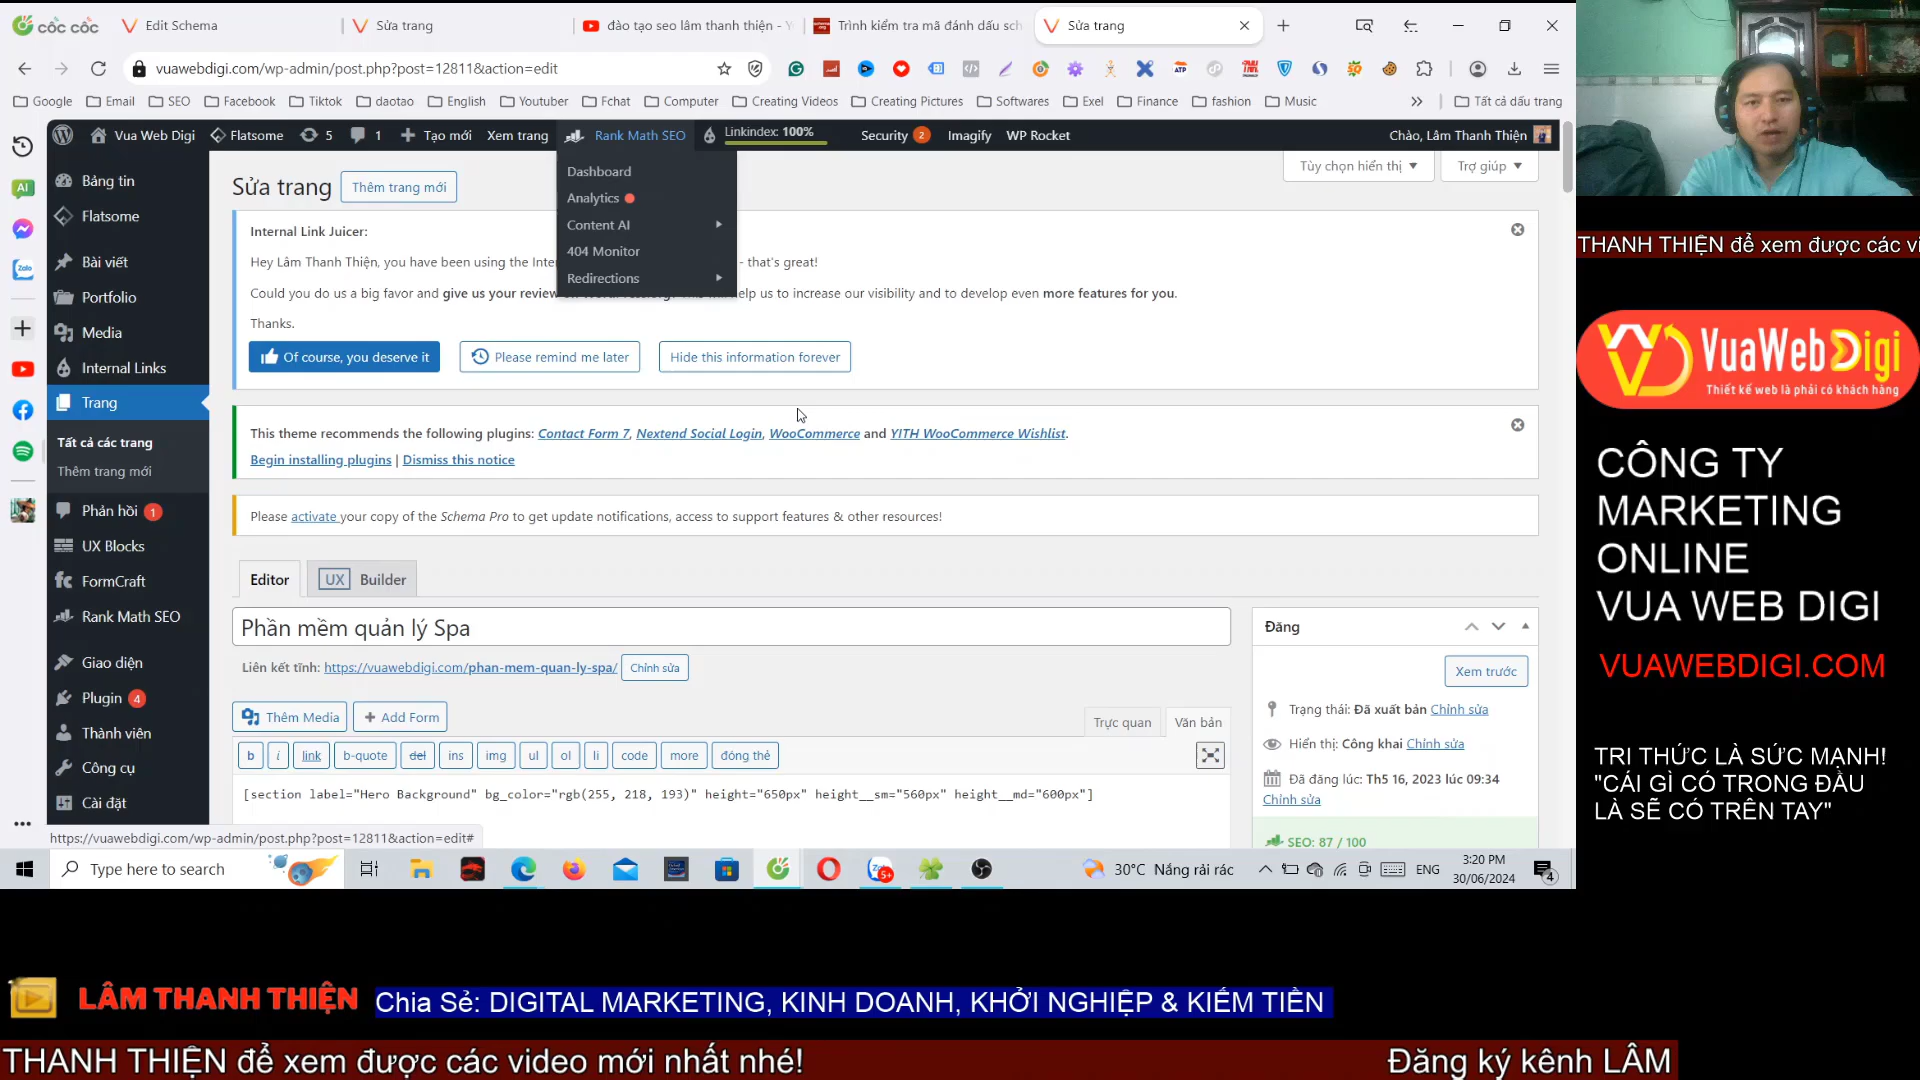 cốc cốc
Edit Schema
Sửa trang
đào tạo seo lâm thanh thiện - Y
Trình kiểm tra mã đánh dấu sch
Sửa trang
vuawebdigi.com/wp-admin/post.php?post=12811&action=edit
Google
Email
SEO
Facebook
Tiktok
daotao
English
Youtuber
Fchat
Computer
Creating Videos
Creating Pictures
Softwares
Exel
Finance
fashion
Music
Tất cả dấu trang
Vua Web Digi
Flatsome
5
1
Tạo mới
Xem trang
Rank Math SEO
Linkindex: 100%
Security 2
Imagify
WP Rocket
Chào, Lâm Thanh Thiện
Dashboard
Analytics
Content AI
404 Monitor
Redirections
Bảng tin
Flatsome
Bài viết
Portfolio
Media
Internal Links
Trang
Tất cả các trang
Thêm trang mới
Phản hồi 1
UX Blocks
FormCraft
Rank Math SEO
Giao diện
Plugin 4
Thành viên
Công cụ
Cài đặt
AI
Zalo
Sửa trang
Thêm trang mới
Tùy chọn hiển thị
Trợ giúp
Internal Link Juicer:
Hey Lâm Thanh Thiện, you have been using the Inte - that's great!
Could you do us a big favor and give us your review elp us to increase our visibility and to develop even more features for you.
Thanks.
Of course, you deserve it
Please remind me later
Hide this information forever
This theme recommends the following plugins: Contact Form 7, Nextend Social Login, WooCommerce and YITH WooCommerce Wishlist.
Begin installing plugins | Dismiss this notice
Please activate your copy of the Schema Pro to get update notifications, access to support features & other resources!
Editor
UX Builder
Phần mềm quản lý Spa
Liên kết tĩnh: https://vuawebdigi.com/phan-mem-quan-ly-spa/
Chỉnh sửa
Thêm Media
Add Form
Trực quan
Văn bản
b
i
link
b-quote
del
ins
img
ul
ol
li
code
more
đóng thẻ
[section label="Hero Background" bg_color="rgb(255, 218, 193)" height="650px" height__sm="560px" height__md="600px"]
Đăng
Xem trước
Trạng thái: Đã xuất bản Chỉnh sửa
Hiển thị: Công khai Chỉnh sửa
Đã đăng lúc: Th5 16, 2023 lúc 09:34
Chỉnh sửa
SEO: 87 / 100
https://vuawebdigi.com/wp-admin/post.php?post=12811&action=edit#
Type here to search
5+
30°C Nắng rải rác
ENG
3:20 PM
30/06/2024
4
THANH THIỆN để xem được các vi
VuaWebDigi
Thiết kế web là phải có khách hàng
CÔNG TY
MARKETING
ONLINE
VUA WEB DIGI
VUAWEBDIGI.COM
TRI THỨC LÀ SỨC MẠNH!
"CÁI GÌ CÓ TRONG ĐẦU
LÀ SẼ CÓ TRÊN TAY"
LÂM THANH THIỆN
Chia Sẻ: DIGITAL MARKETING, KINH DOANH, KHỞI NGHIỆP & KIẾM TIỀN
THANH THIỆN để xem được các video mới nhất nhé!
Đăng ký kênh LÂM